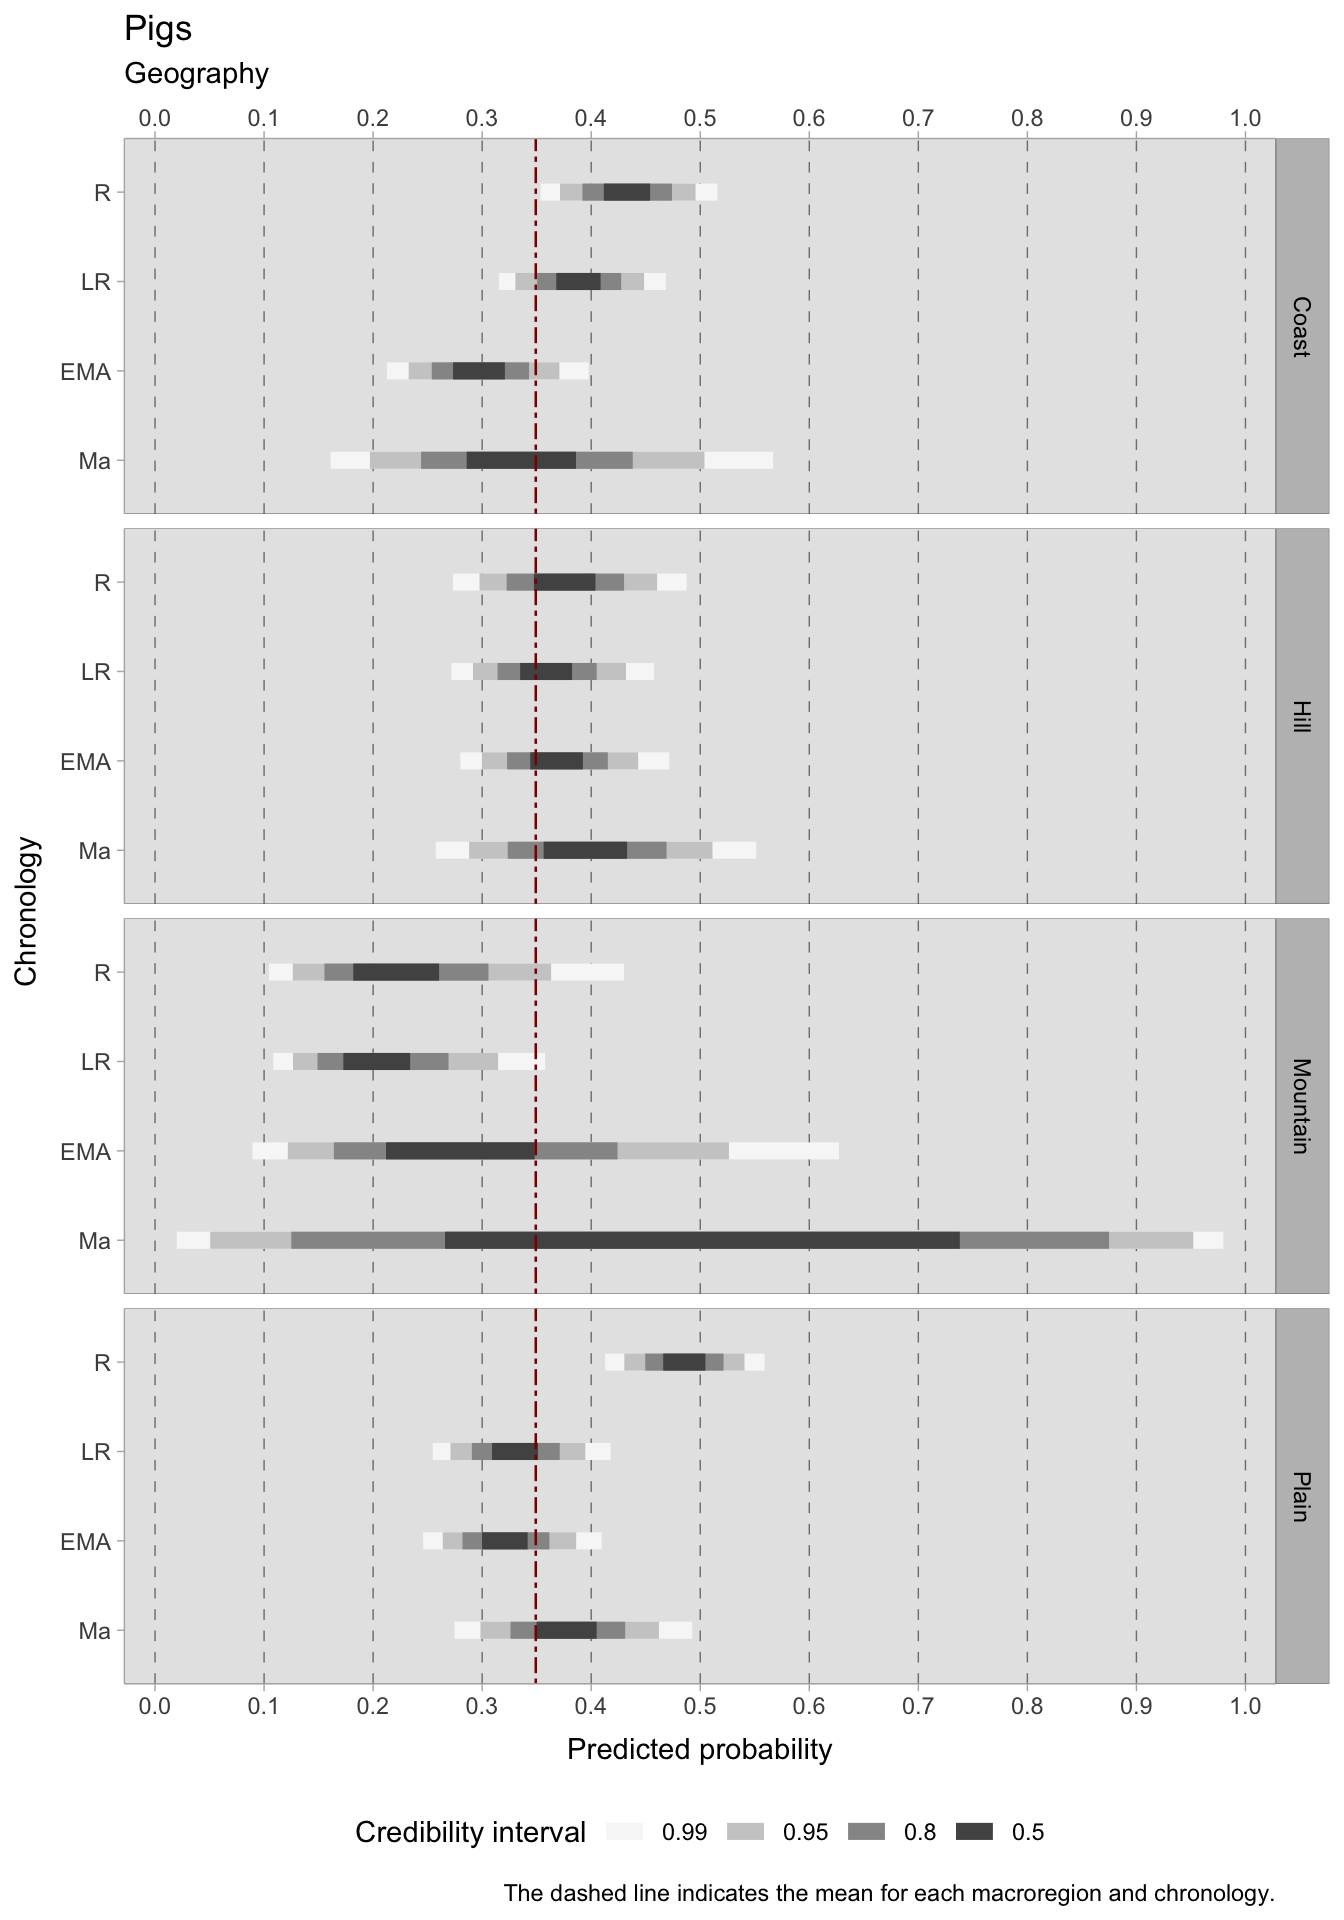 Pigs
Geography
0.0 0.1 0.2 0.3 0.4 0.5 0.6 0.7 0.8 0.9 1.0
R
LR
EMA
Ma
Coast
R
LR
EMA
Ma
Hill
R
LR
EMA
Ma
Mountain
R
LR
EMA
Ma
Plain
Chronology
0.0 0.1 0.2 0.3 0.4 0.5 0.6 0.7 0.8 0.9 1.0
Predicted probability
Credibility interval 0.99 0.95 0.8 0.5
The dashed line indicates the mean for each macroregion and chronology.